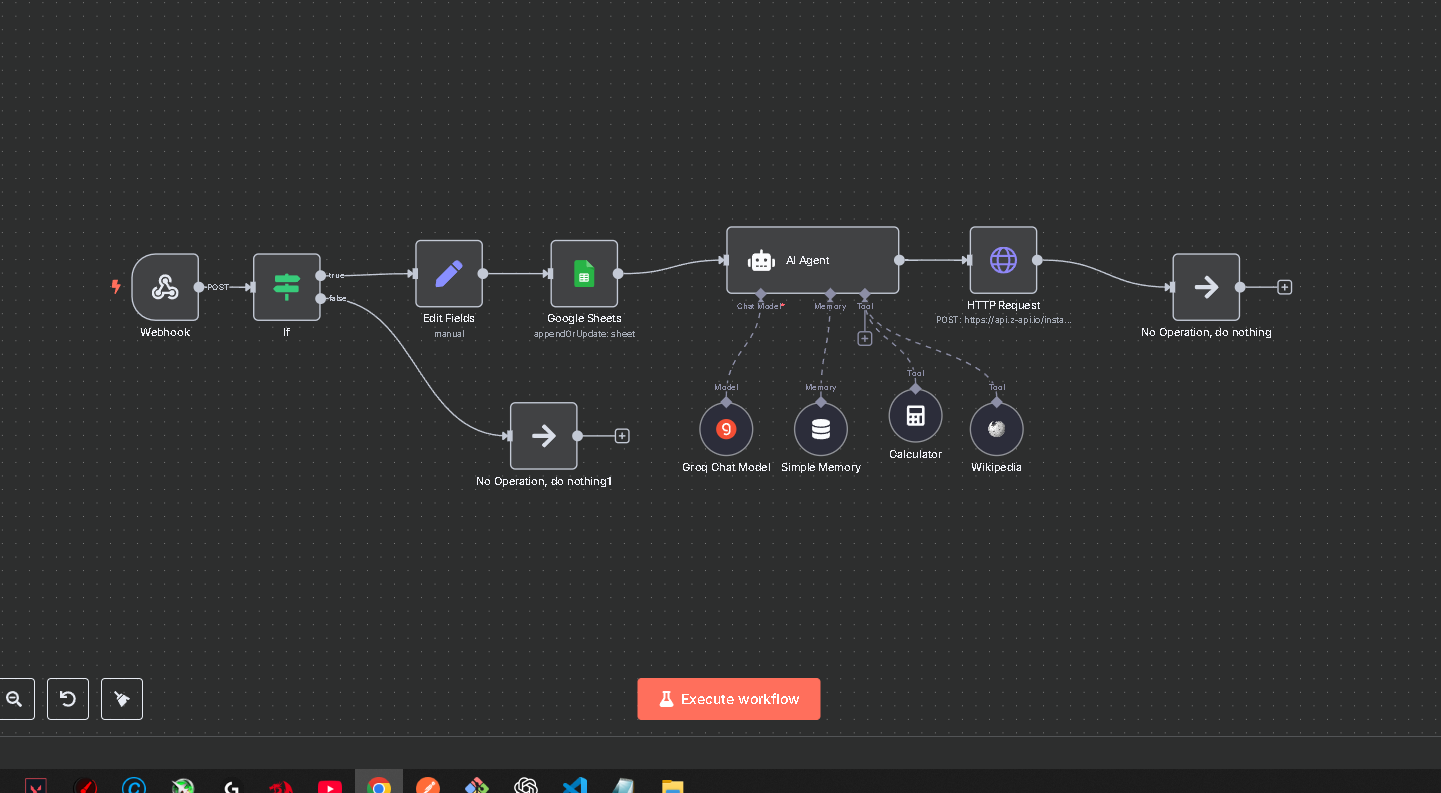 AI Agent
POST
true
false
Chat Model*
Memory
Tool
Webhook
If
Edit Fields
manual
Google Sheets
appendOrUpdate: sheet
HTTP Request
POST: https://api.z-api.io/insta...
No Operation, do nothing
Model
Memory
Tool
Tool
Groq Chat Model
Simple Memory
Calculator
Wikipedia
No Operation, do nothing1
Execute workflow